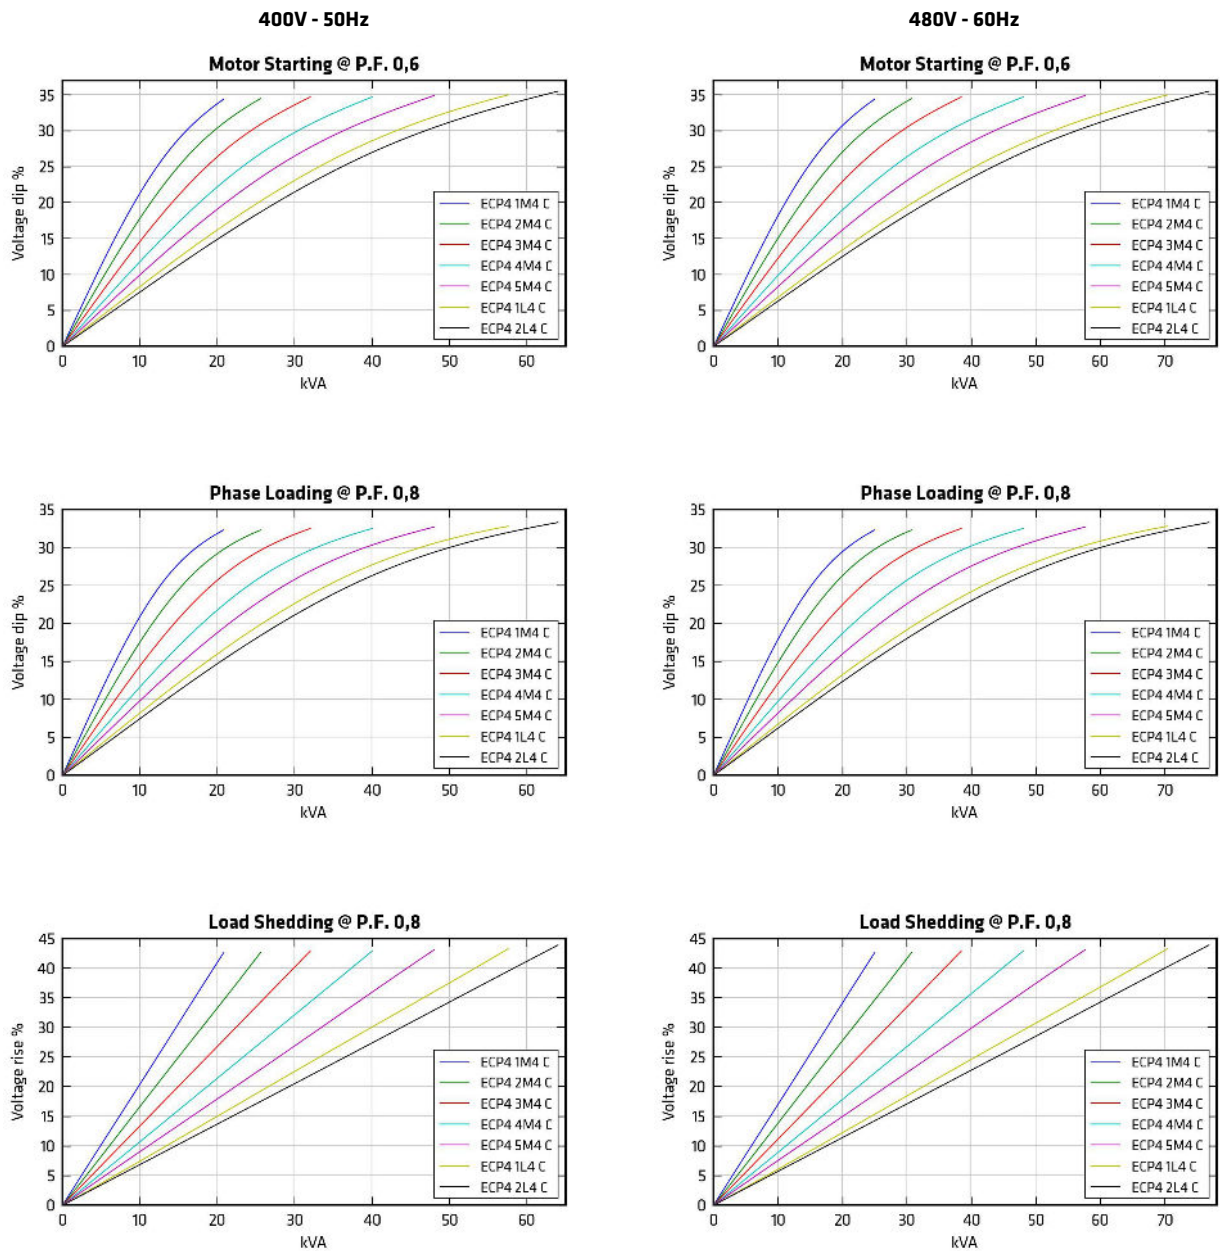 400V - 50Hz
480V - 60Hz
Motor Starting @ P.F. 0,6
Voltage dip %
35
30
25
20
15
10
5
0
ECP4 1M4 C
ECP4 2M4 C
ECP4 3M4 C
ECP4 4M4 C
ECP4 5M4 C
ECP4 1L4 C
ECP4 2L4 C
0 10 20 30 40 50 60
kVA
Motor Starting @ P.F. 0,6
Voltage dip %
35
30
25
20
15
10
5
0
ECP4 1M4 C
ECP4 2M4 C
ECP4 3M4 C
ECP4 4M4 C
ECP4 5M4 C
ECP4 1L4 C
ECP4 2L4 C
0 10 20 30 40 50 60 70
kVA
Phase Loading @ P.F. 0,8
Voltage dip %
35
30
25
20
15
10
5
0
ECP4 1M4 C
ECP4 2M4 C
ECP4 3M4 C
ECP4 4M4 C
ECP4 5M4 C
ECP4 1L4 C
ECP4 2L4 C
0 10 20 30 40 50 60
kVA
Phase Loading @ P.F. 0,8
Voltage dip %
35
30
25
20
15
10
5
0
ECP4 1M4 C
ECP4 2M4 C
ECP4 3M4 C
ECP4 4M4 C
ECP4 5M4 C
ECP4 1L4 C
ECP4 2L4 C
0 10 20 30 40 50 60 70
kVA
Load Shedding @ P.F. 0,8
Voltage rise %
45
40
35
30
25
20
15
10
5
0
ECP4 1M4 C
ECP4 2M4 C
ECP4 3M4 C
ECP4 4M4 C
ECP4 5M4 C
ECP4 1L4 C
ECP4 2L4 C
0 10 20 30 40 50 60
kVA
Load Shedding @ P.F. 0,8
Voltage rise %
45
40
35
30
25
20
15
10
5
0
ECP4 1M4 C
ECP4 2M4 C
ECP4 3M4 C
ECP4 4M4 C
ECP4 5M4 C
ECP4 1L4 C
ECP4 2L4 C
0 10 20 30 40 50 60 70
kVA